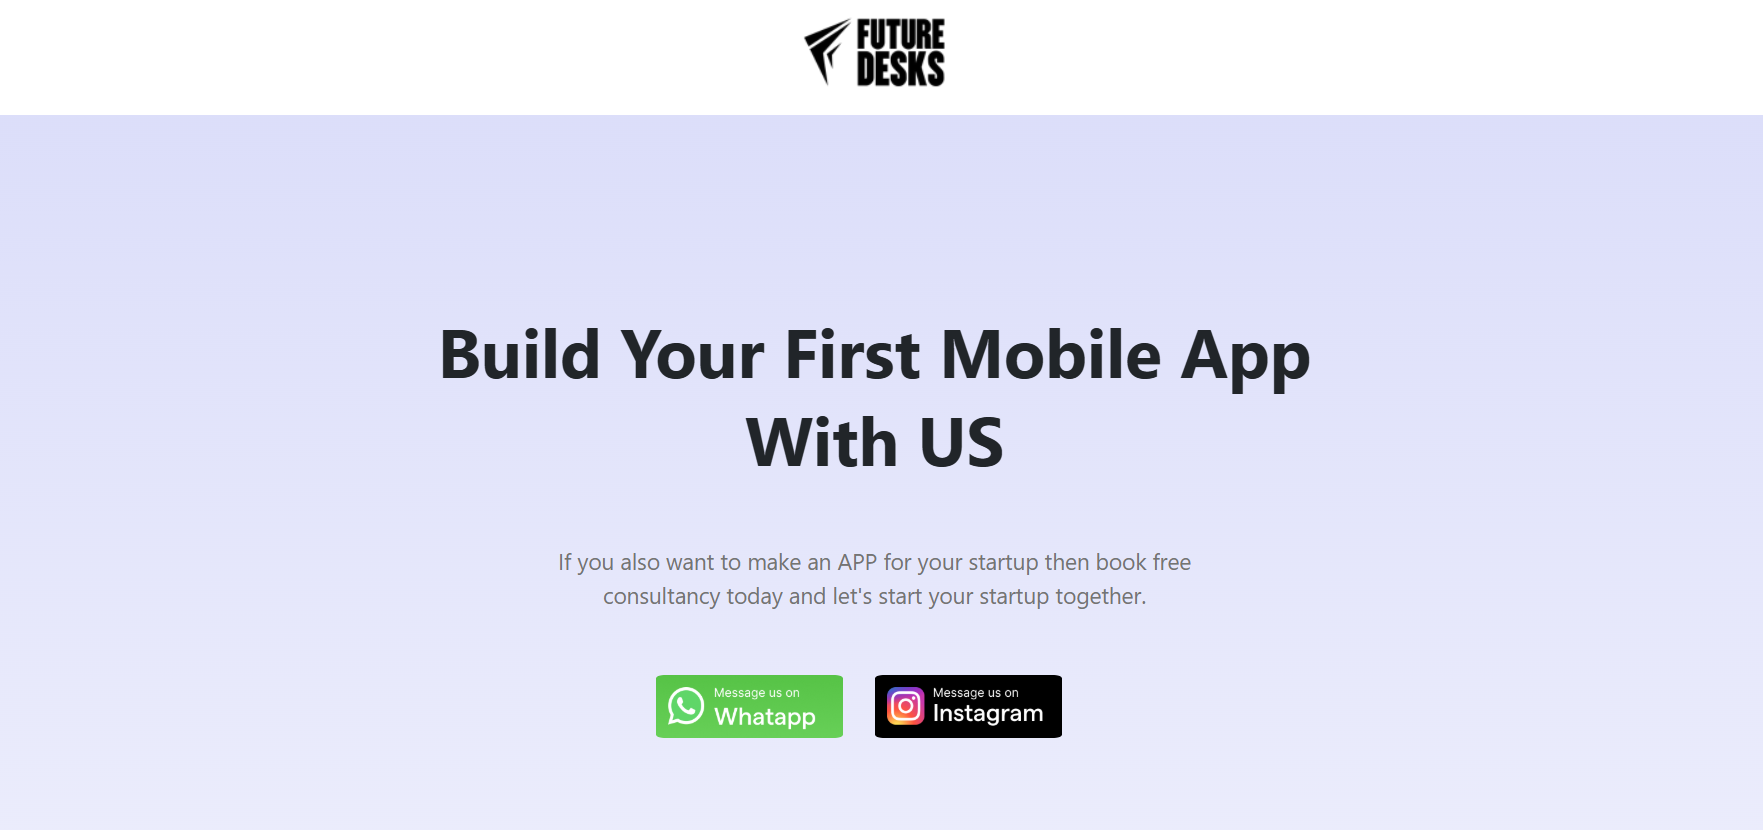 FUTURE
DESKS
Build Your First Mobile App
With US
If you also want to make an APP for your startup then book free
consultancy today and let's start your startup together.
Message us on
Whatapp
Message us on
Instagram